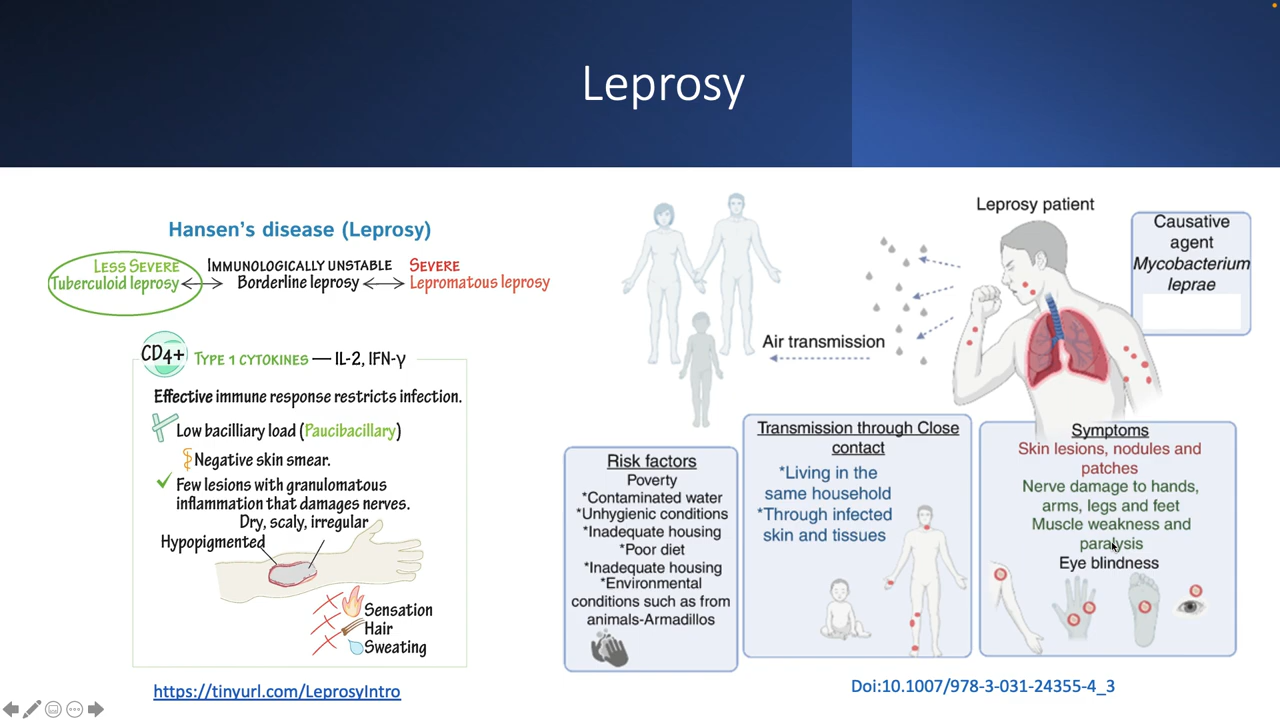 Leprosy
Hansen's disease (Leprosy)
LESS SEVERE
Tuberculoid leprosy
IMMUNOLOGICALLY UNSTABLE
Borderline leprosy
SEVERE
Lepromatous leprosy
CD4+
TYPE 1 CYTOKINES — IL-2, IFN-γ
Effective immune response restricts infection.
Low bacilliary load (Paucibacillary)
Negative skin smear.
Few lesions with granulomatous
inflammation that damages nerves.
Dry, scaly, irregular
Hypopigmented
Sensation
Hair
Sweating
https://tinyurl.com/LeprosyIntro
Leprosy patient
Causative
agent
Mycobacterium
leprae
Air transmission
Risk factors
Poverty
*Contaminated water
*Unhygienic conditions
*Inadequate housing
*Poor diet
*Inadequate housing
*Environmental
conditions such as from
animals-Armadillos
Transmission through Close
contact
*Living in the
same household
*Through infected
skin and tissues
Symptoms
Skin lesions, nodules and
patches
Nerve damage to hands,
arms, legs and feet
Muscle weakness and
paralysis
Eye blindness
Doi:10.1007/978-3-031-24355-4_3